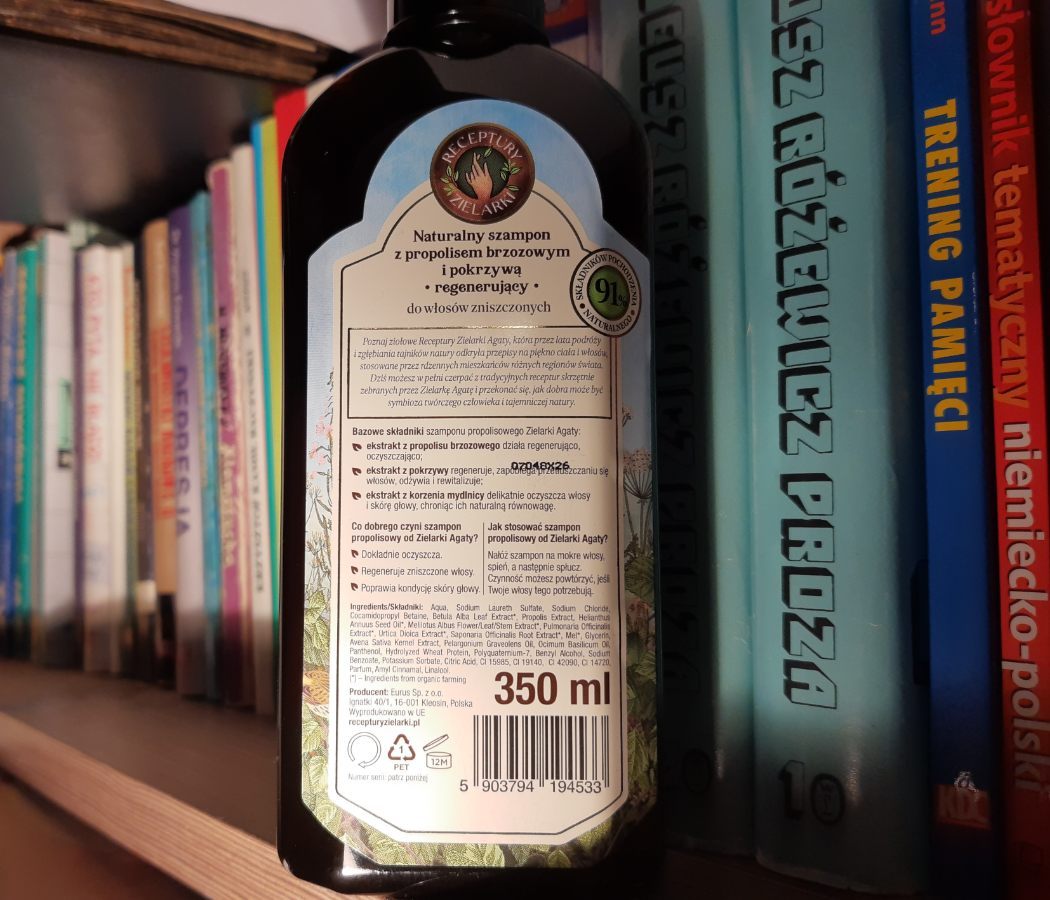 RECEPTURY
ZIELARKI
Naturalny szampon
z propolisem brzozowym
i pokrzywą
• regenerujący •
do włosów zniszczonych
SKŁADNIKÓW POCHODZENIA
91%
NATURALNEGO
Poznaj ziołowe Receptury Zielarki Agaty, która przez lata podróży
i zgłębiania tajników natury odkryła przepisy na piękno ciała i włosów,
stosowane przez rdzennych mieszkańców różnych regionów świata.
Dziś możesz w pełni czerpać z tradycyjnych receptur skrzętnie
zebranych przez Zielarkę Agatę i przekonać się, jak dobra może być
symbioza twórczego człowieka i tajemniczej natury.
Bazowe składniki szamponu propolisowego Zielarki Agaty:
ekstrakt z propolisu brzozowego działa regenerująco,
oczyszczająco;
07048X26
ekstrakt z pokrzywy regeneruje, zapobiega przetłuszczaniu się
włosów, odżywia i rewitalizuje;
ekstrakt z korzenia mydlnicy delikatnie oczyszcza włosy
i skórę głowy, chroniąc ich naturalną równowagę.
Co dobrego czyni szampon
propolisowy od Zielarki Agaty?
Dokładnie oczyszcza.
Regeneruje zniszczone włosy.
Poprawia kondycję skóry głowy.
Jak stosować szampon
propolisowy od Zielarki Agaty?
Nałóż szampon na mokre włosy,
spień, a następnie spłucz.
Czynność możesz powtórzyć, jeśli
Twoje włosy tego potrzebują.
Ingredients/Składniki: Aqua, Sodium Laureth Sulfate, Sodium Chloride,
Cocamidopropyl Betaine, Betula Alba Leaf Extract*, Propolis Extract, Helianthus
Annuus Seed Oil*, Melilotus Albus Flower/Leaf/Stem Extract*, Pulmonaria Officinalis
Extract*, Urtica Dioica Extract*, Saponaria Officinalis Root Extract*, Mel*, Glycerin,
Avena Sativa Kernel Extract, Pelargonium Graveolens Oil, Ocimum Basilicum Oil,
Panthenol, Hydrolyzed Wheat Protein, Polyquaternium-7, Benzyl Alcohol, Sodium
Benzoate, Potassium Sorbate, Citric Acid, CI 15985, CI 19140, CI 42090, CI 14720,
Parfum, Amyl Cinnamal, Linalool
(*) – Ingredients from organic farming
Producent: Eurus Sp. z o.o.
Ignatki 40/1, 16-001 Kleosin, Polska
Wyprodukowano w UE
recepturyzielarki.pl
350 ml
1
PET
12M
Numer serii: patrz poniżej
5 903794 194533
TADEUSZ RÓŻEWICZ PROZA
1
TRENING PAMIĘCI
słownik tematyczny niemiecko-polski
DEPRESJA